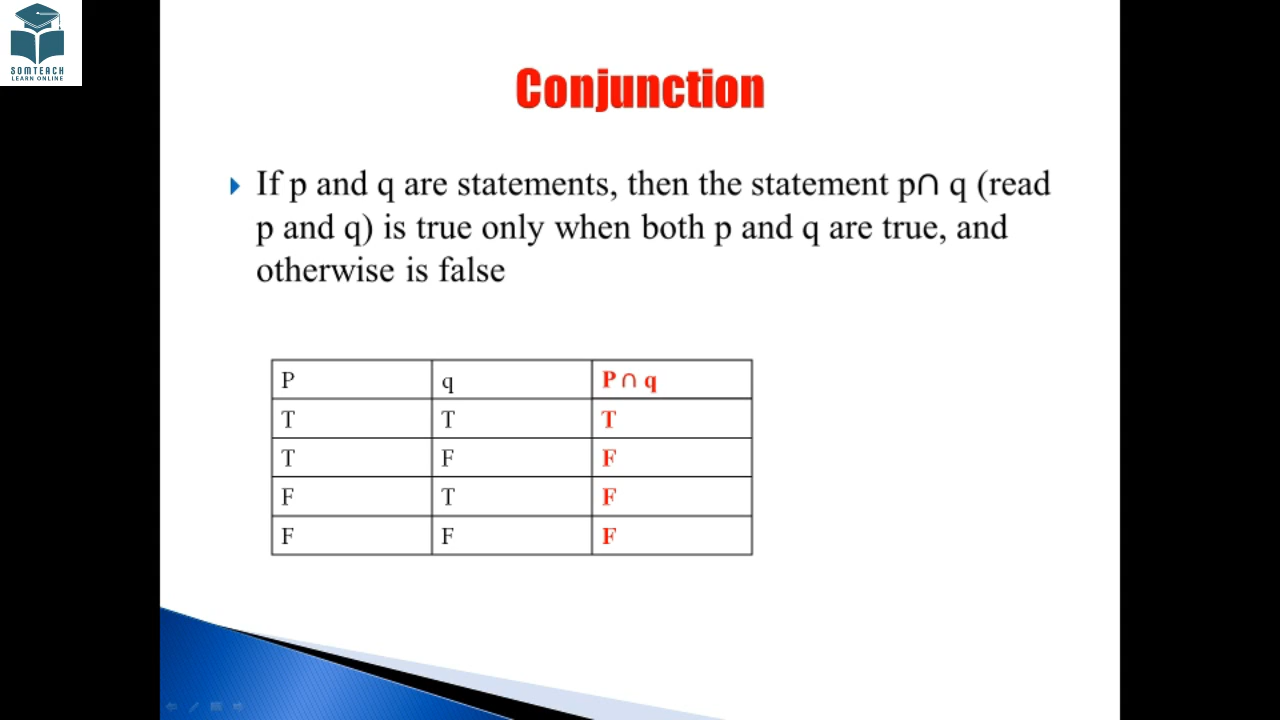 SOMTEACH
LEARN ONLINE
Conjunction
If p and q are statements, then the statement p∩ q (read
p and q) is true only when both p and q are true, and
otherwise is false
P q P ∩ q
T T T
T F F
F T F
F F F